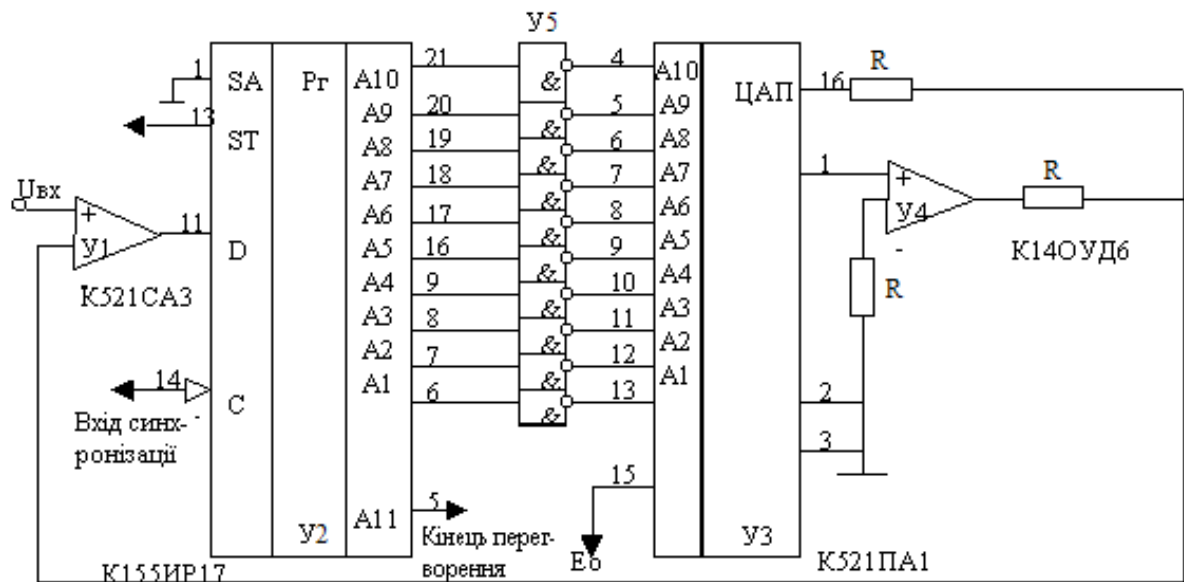 У5
1
SA
Рг
A10
21
&
4
A10
ЦАП
16
R
13
ST
A9
20
&
5
A9
A8
19
&
6
A8
Uвх
+
У1
11
D
A7
18
&
7
A7
1
+
У4
-
R
A6
17
&
8
A6
К521СА3
A5
16
&
9
A5
R
К14ОУД6
A4
9
&
10
A4
A3
8
&
11
A3
A2
7
&
12
A2
14
C
-
A1
6
&
13
A1
2
3
Вхід синх-
ронізації
15
A11
5
Кінець перет-
ворення
Ео
У2
У3
К155ИР17
К521ПА1